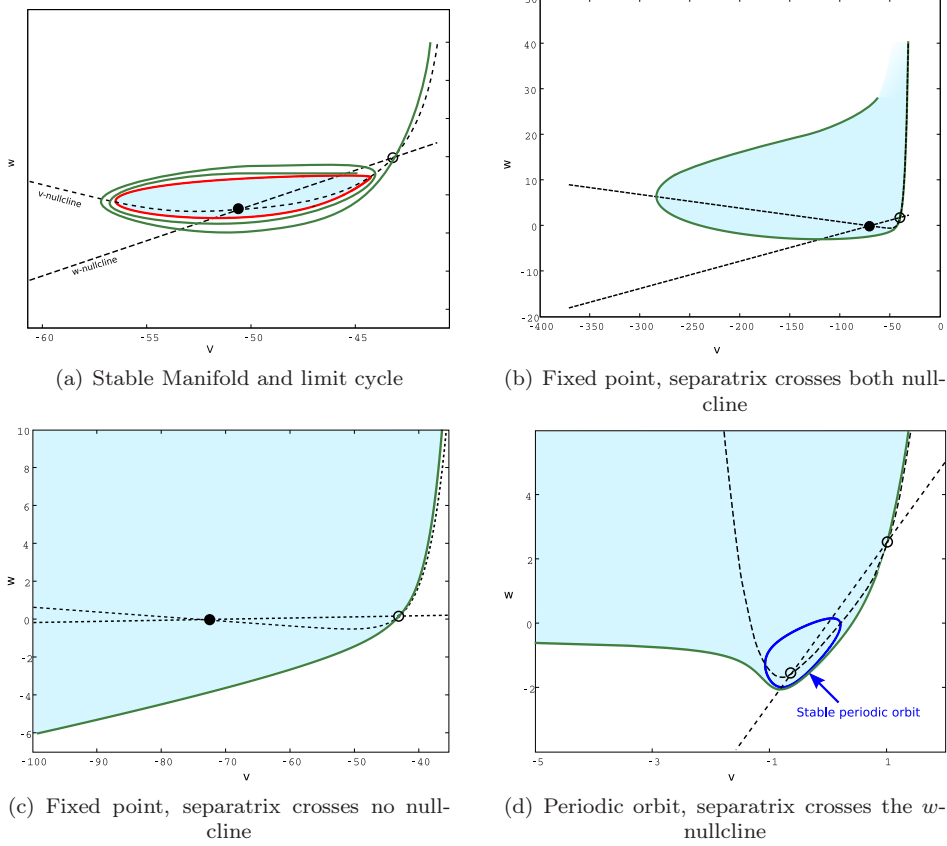 w
v-nullcline
w-nullcline
-60
-55
-50
-45
V
(a) Stable Manifold and limit cycle
50
40
30
20
10
0
-10
-20
w
-400
-350
-300
-250
-200
-150
-100
-50
0
v
(b) Fixed point, separatrix crosses both null-
cline
10
8
6
4
2
0
-2
-4
-6
w
-100
-90
-80
-70
-60
-50
-40
v
(c) Fixed point, separatrix crosses no null-
cline
4
2
0
-2
w
Stable periodic orbit
-5
-3
-1
1
v
(d) Periodic orbit, separatrix crosses the w-
nullcline